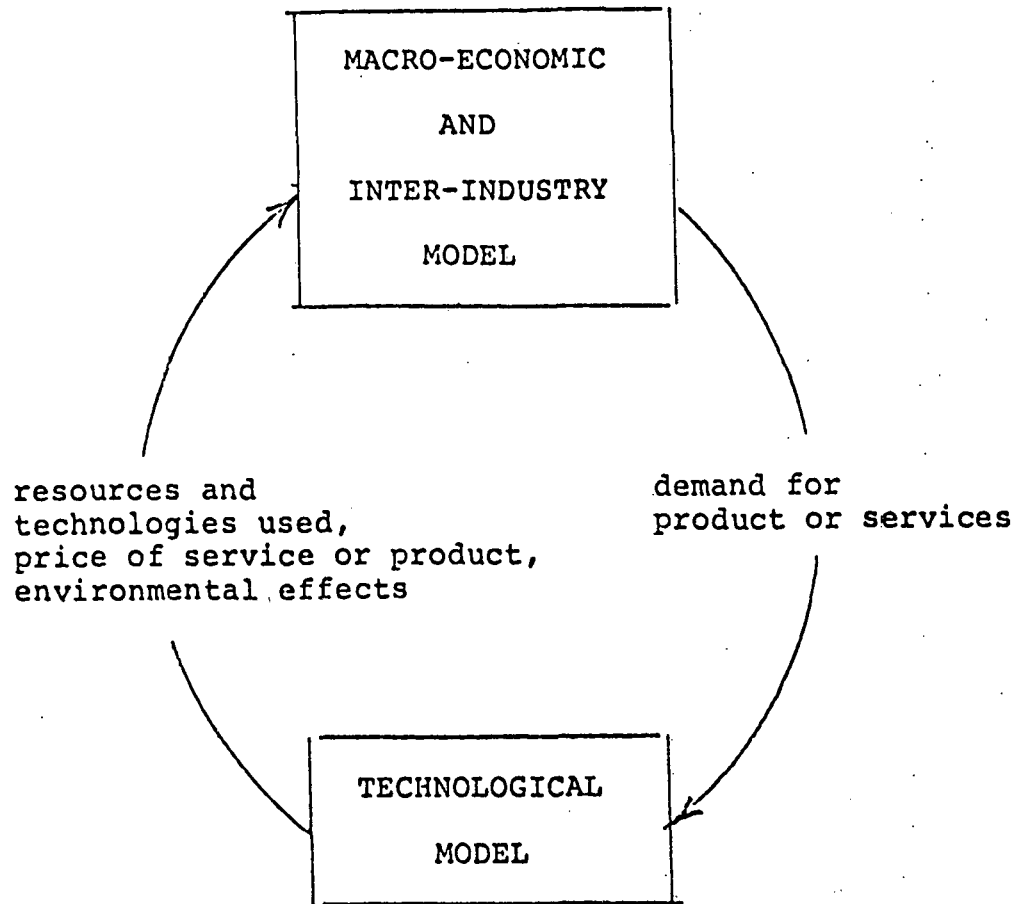 MACRO-ECONOMIC
AND
INTER-INDUSTRY
MODEL
resources and
technologies used,
price of service or product,
environmental effects
demand for
product or services
TECHNOLOGICAL
MODEL